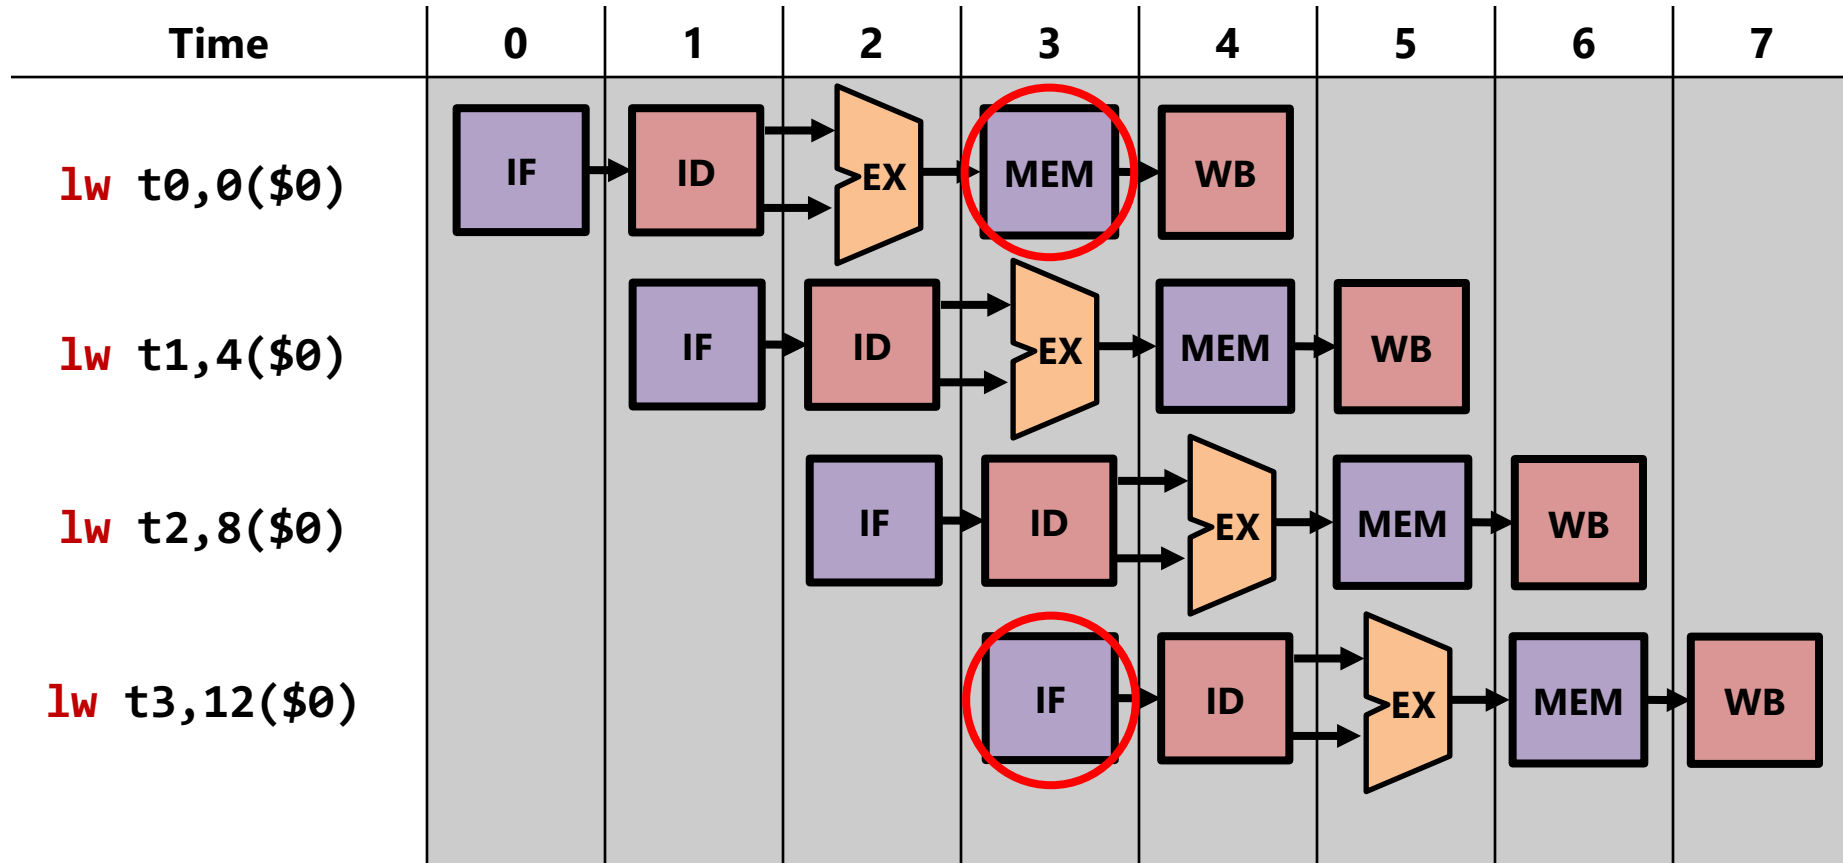 Time 0 1 2 3 4 5 6 7
lw t0,0($0) IF ID EX MEM WB
lw t1,4($0) IF ID EX MEM WB
lw t2,8($0) IF ID EX MEM WB
lw t3,12($0) IF ID EX MEM WB